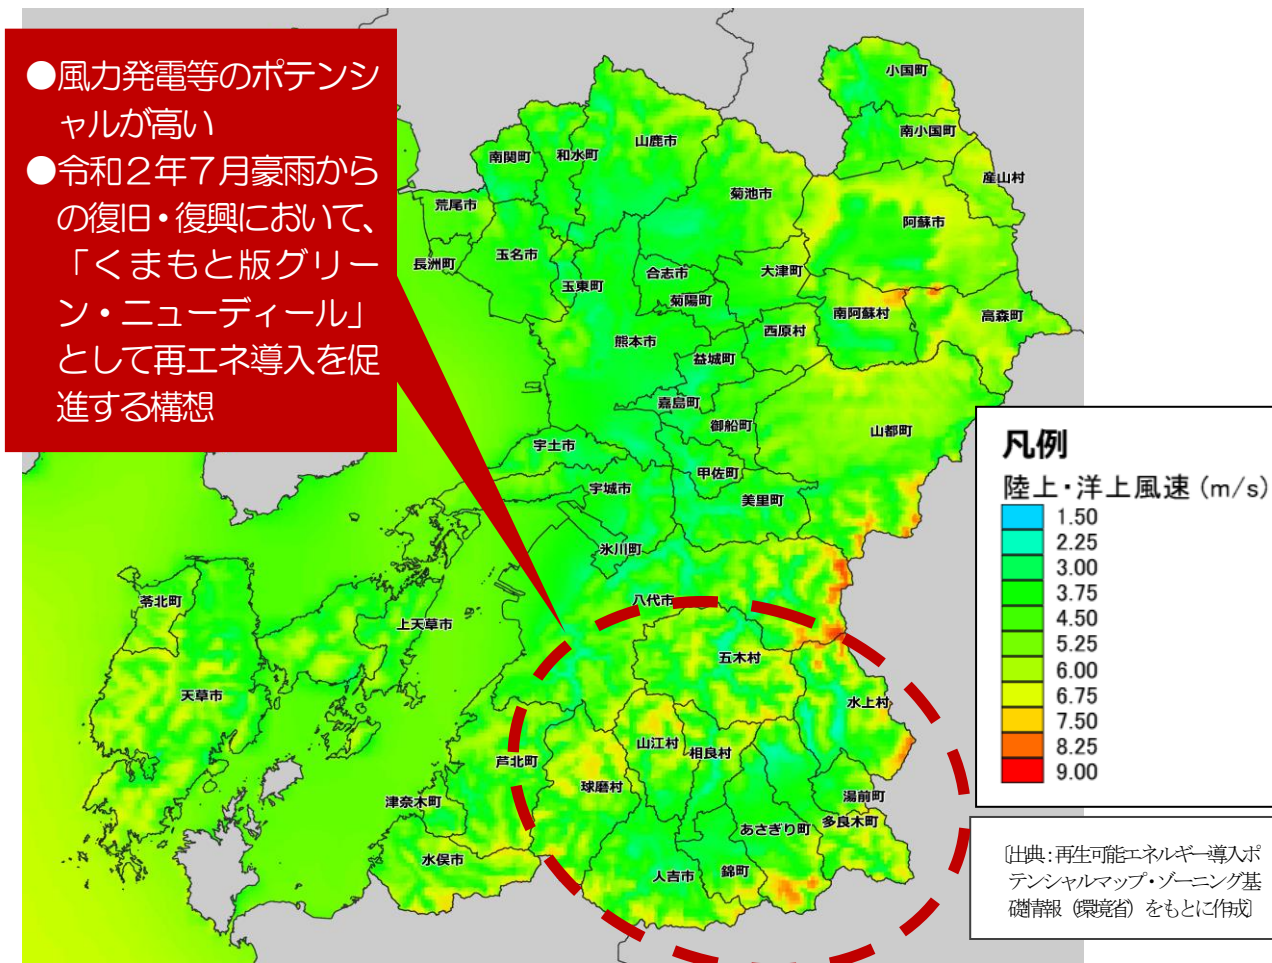 ●風力発電等のポテンシ
ャルが高い
●令和２年７月豪雨から
の復旧・復興において、
「くまもと版グリー
ン・ニューディール」
として再エネ導入を促
進する構想
小国町
南小国町
産山村
山鹿市
和水町
南関町
菊池市
阿蘇市
荒尾市
長洲町
玉名市
玉東町
合志市
大津町
菊陽町
南阿蘇村
高森町
西原村
熊本市
益城町
嘉島町
御船町
山都町
宇土市
甲佐町
宇城市
美里町
氷川町
八代市
苓北町
上天草市
天草市
五木村
水上村
山江村
相良村
芦北町
球磨村
湯前町
津奈木町
あさぎり町
多良木町
水俣市
人吉市
錦町
凡例
陸上・洋上風速 (m/s)
1.50
2.25
3.00
3.75
4.50
5.25
6.00
6.75
7.50
8.25
9.00
〔出典：再生可能エネルギー導入ポ
テンシャルマップ・ゾーニング基
礎情報（環境省）をもとに作成〕